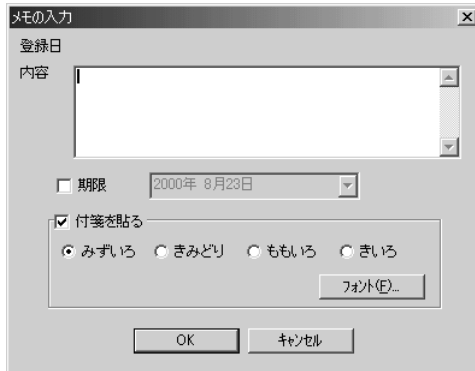 メモの入力
登録日
内容
期限 2000年 8月23日
付箋を貼る
みずいろ きみどり ももいろ きいろ
フォント(F)...
OK キャンセル